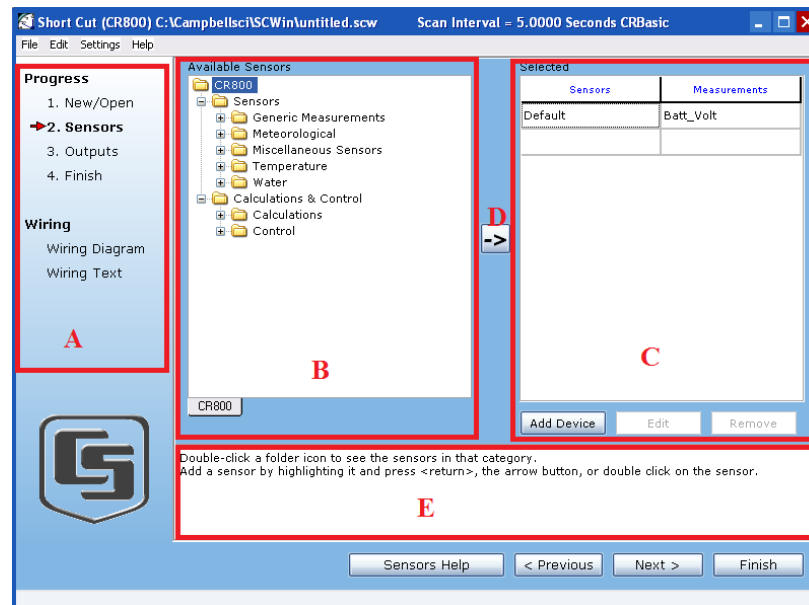 Short Cut (CR800) C:\Campbellsci\SCWin\untitled.scw Scan Interval = 5.0000 Seconds CRBasic
File Edit Settings Help
Progress
1. New/Open
2. Sensors
3. Outputs
4. Finish
Wiring
Wiring Diagram
Wiring Text
A
Available Sensors
CR800
Sensors
Generic Measurements
Meteorological
Miscellaneous Sensors
Temperature
Water
Calculations & Control
Calculations
Control
B
CR800
D
->
Selected
Sensors Measurements
Default Batt_Volt
C
Add Device Edit Remove
Double-click a folder icon to see the sensors in that category.
Add a sensor by highlighting it and press <return>, the arrow button, or double click on the sensor.
E
Sensors Help < Previous Next > Finish